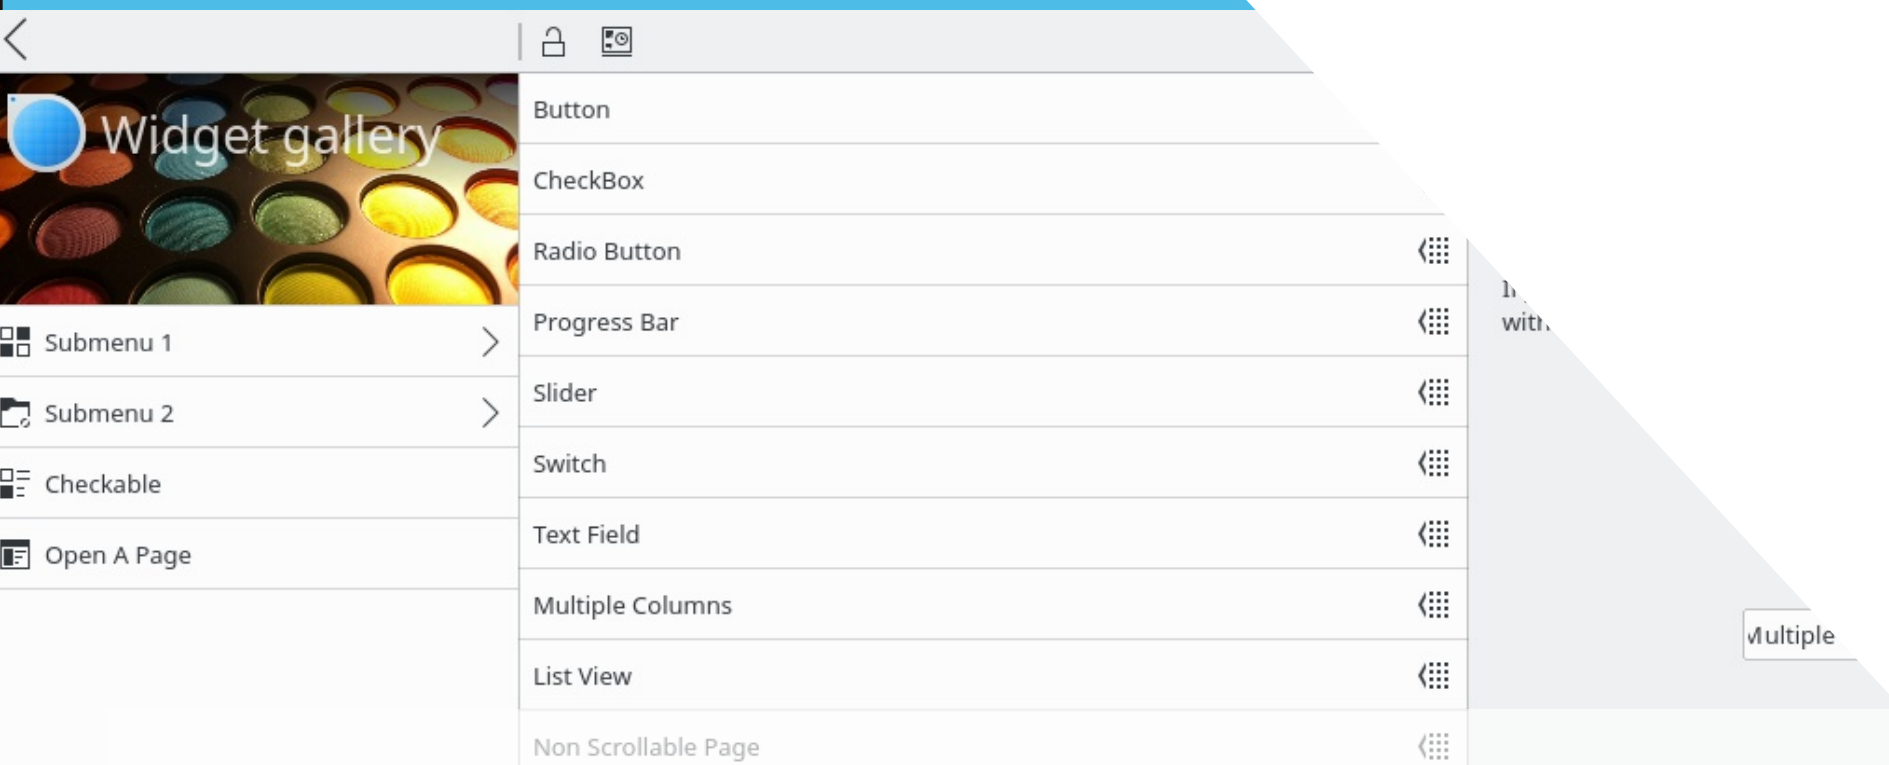 Widget gallery
Submenu 1
Submenu 2
Checkable
Open A Page
Button
CheckBox
Radio Button
Progress Bar
Slider
Switch
Text Field
Multiple Columns
List View
Non Scrollable Page
Multiple